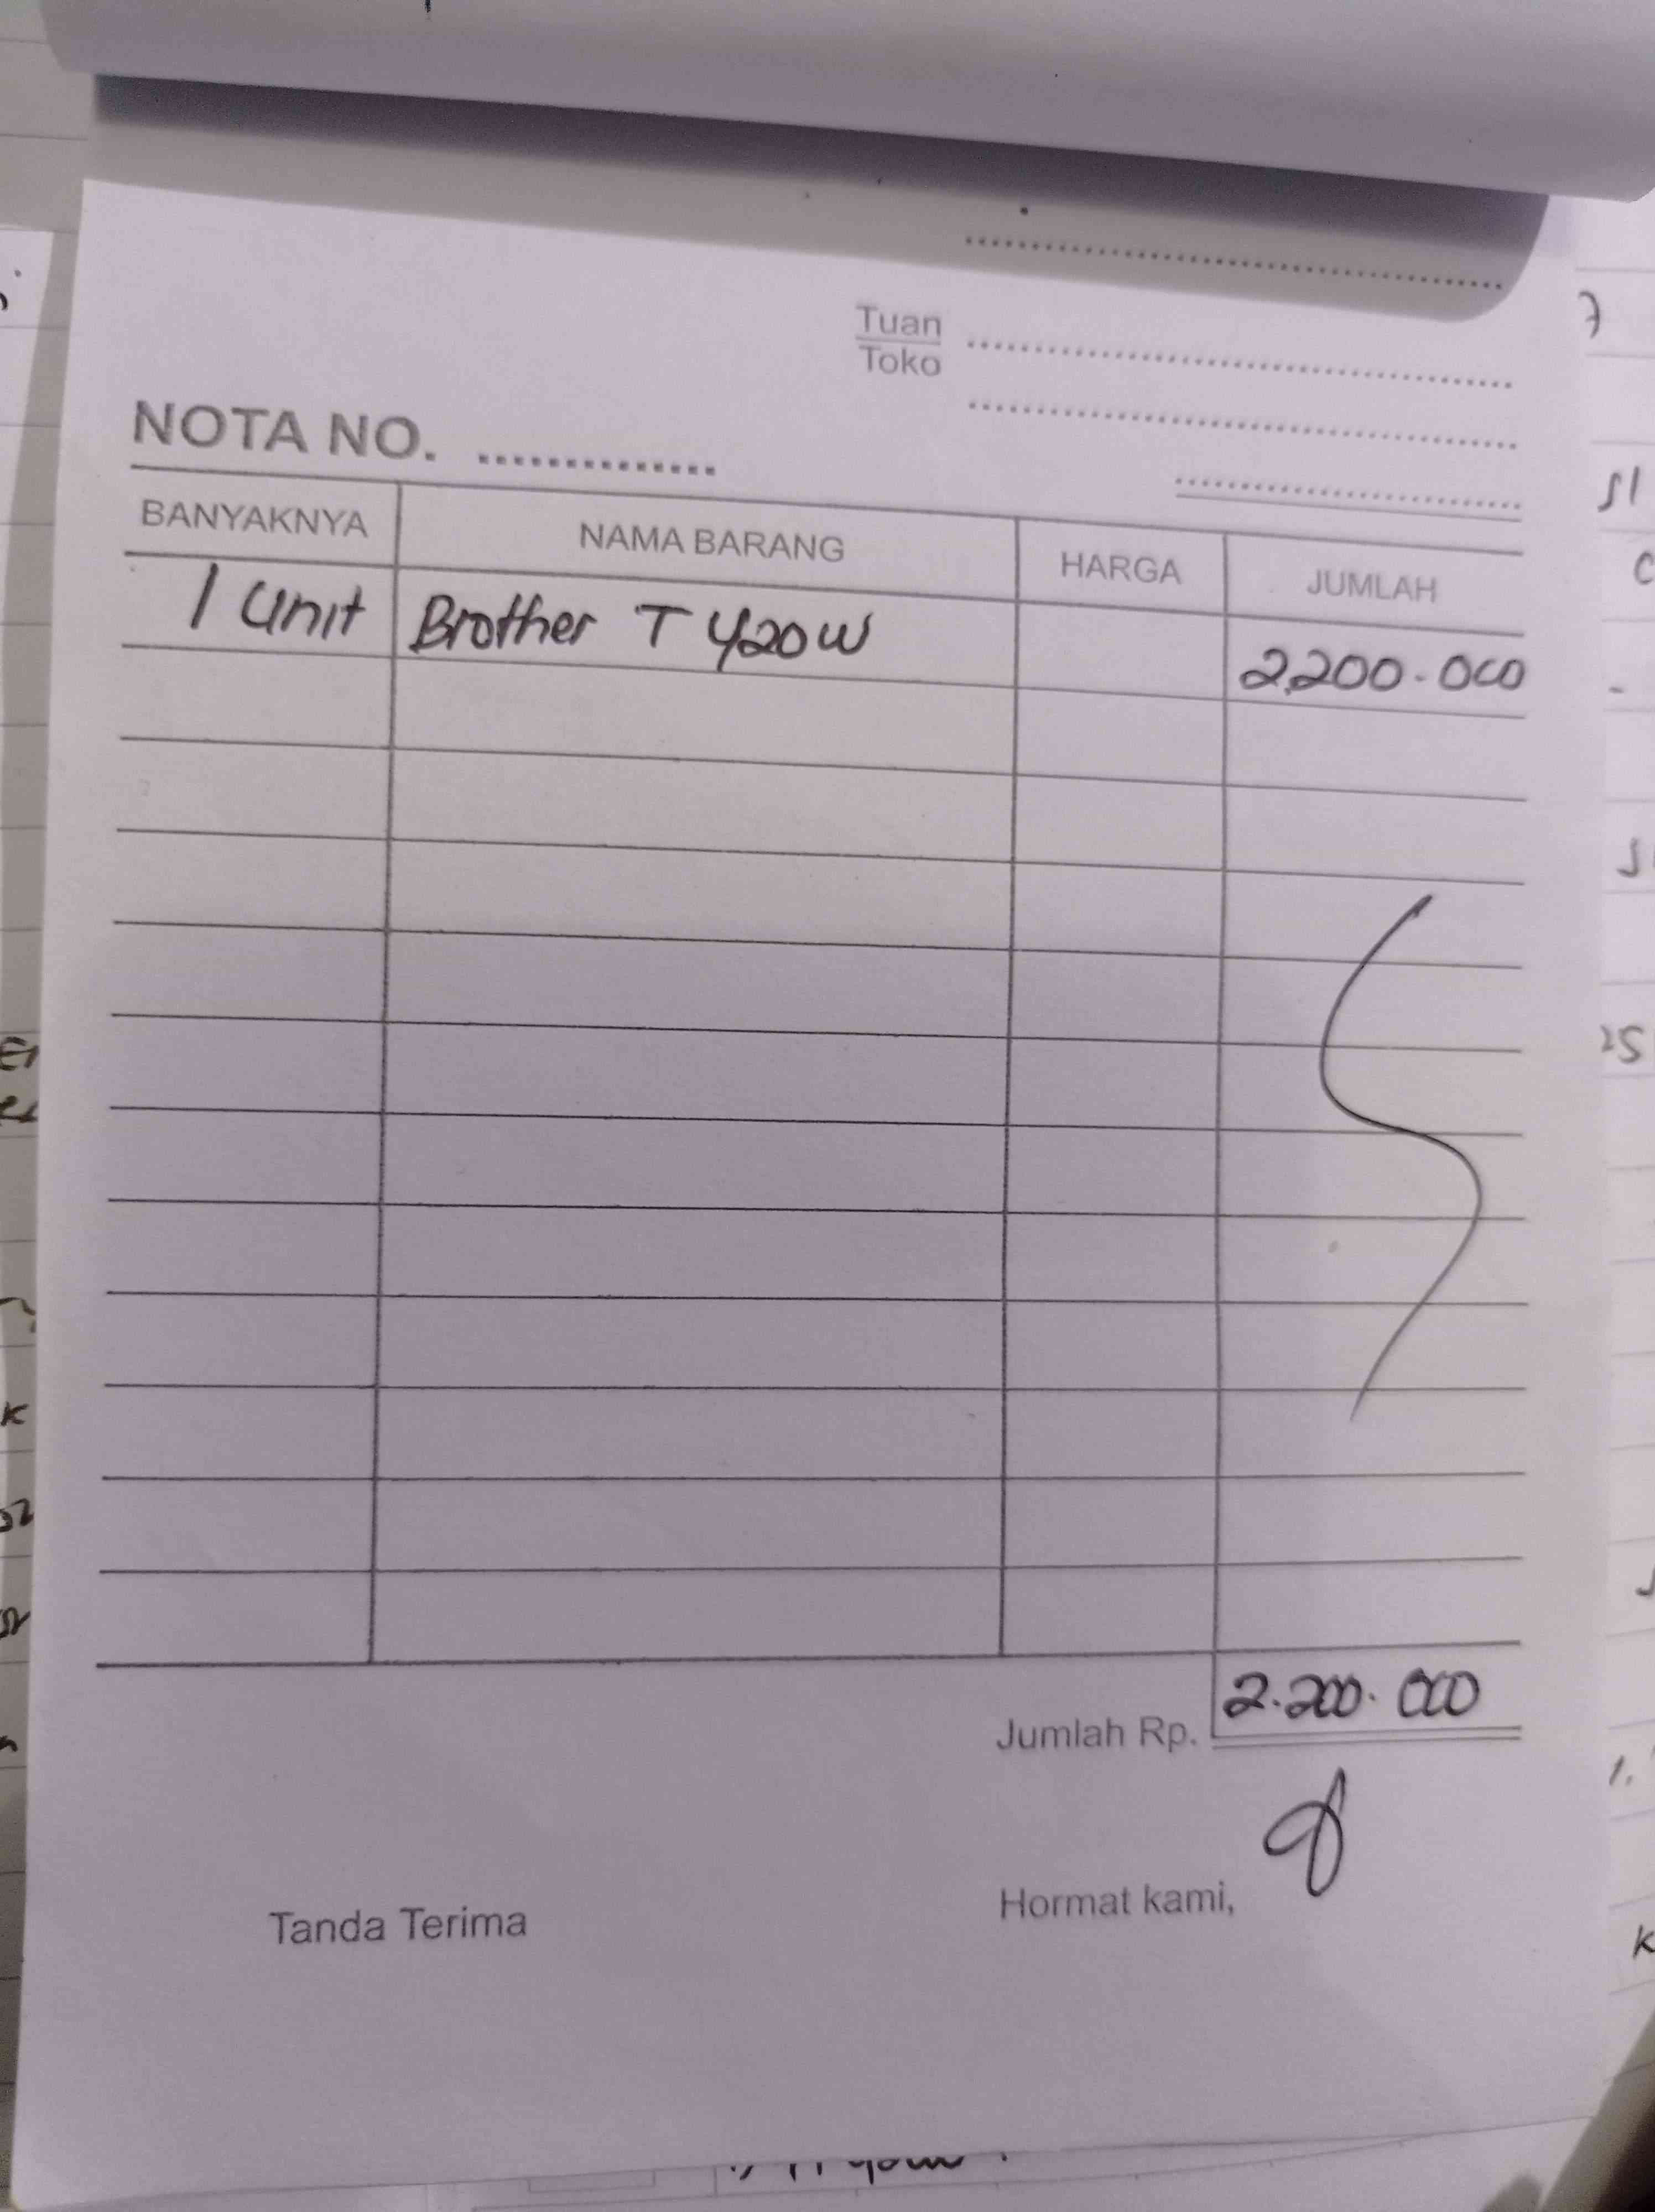 Tuan
Toko
NOTA NO. ..............
BANYAKNYA NAMA BARANG HARGA JUMLAH
1 Unit Brother T 420W 2.200.000
Jumlah Rp. 2.200.000
Tanda Terima Hormat kami,